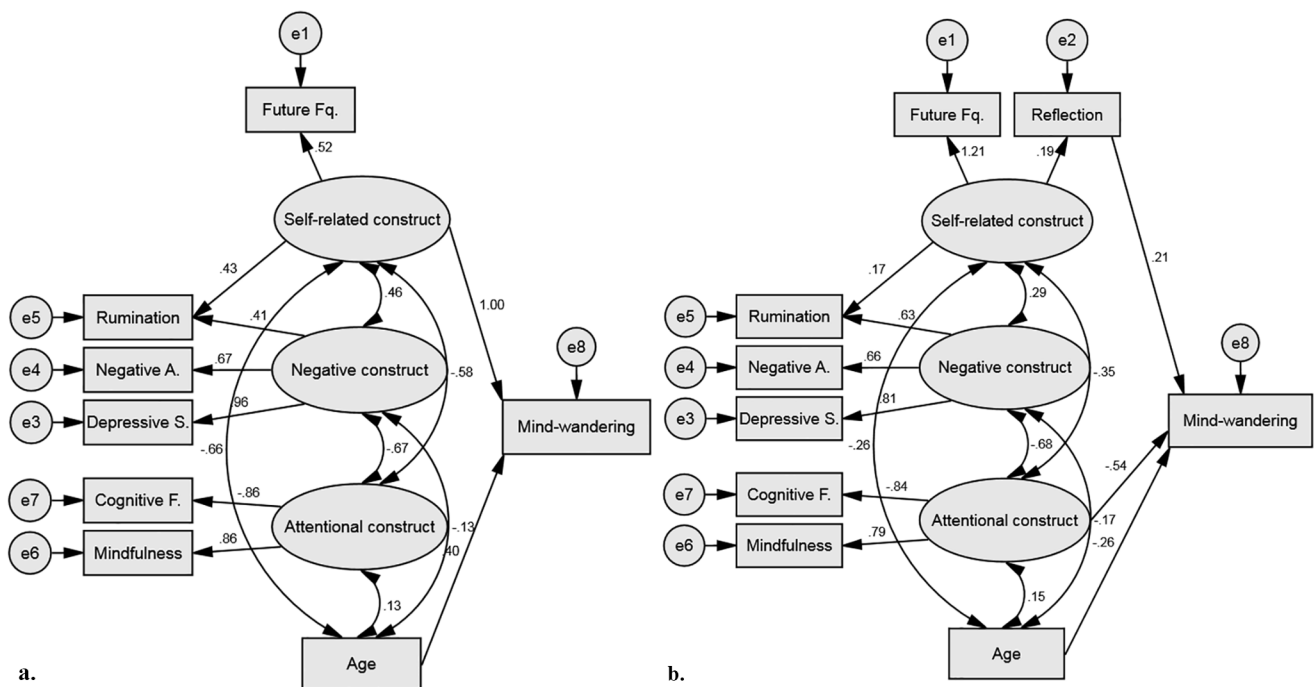 e1
Future Fq.
.52
Self-related construct
.43
.46
1.00
e5
Rumination
.41
e8
e4
Negative A.
.67
Negative construct
-.58
e3
Depressive S.
.96
Mind-wandering
-.66
-.67
e7
Cognitive F.
-.86
Attentional construct
-.13
e6
Mindfulness
.86
.40
.13
Age
a.
e1
e2
Future Fq.
Reflection
1.21
.19
Self-related construct
.17
.29
.21
e5
Rumination
.63
e8
e4
Negative A.
.66
Negative construct
-.35
e3
Depressive S.
.81
Mind-wandering
-.26
-.68
-.54
e7
Cognitive F.
-.84
Attentional construct
-.17
e6
Mindfulness
.79
-.26
.15
Age
b.